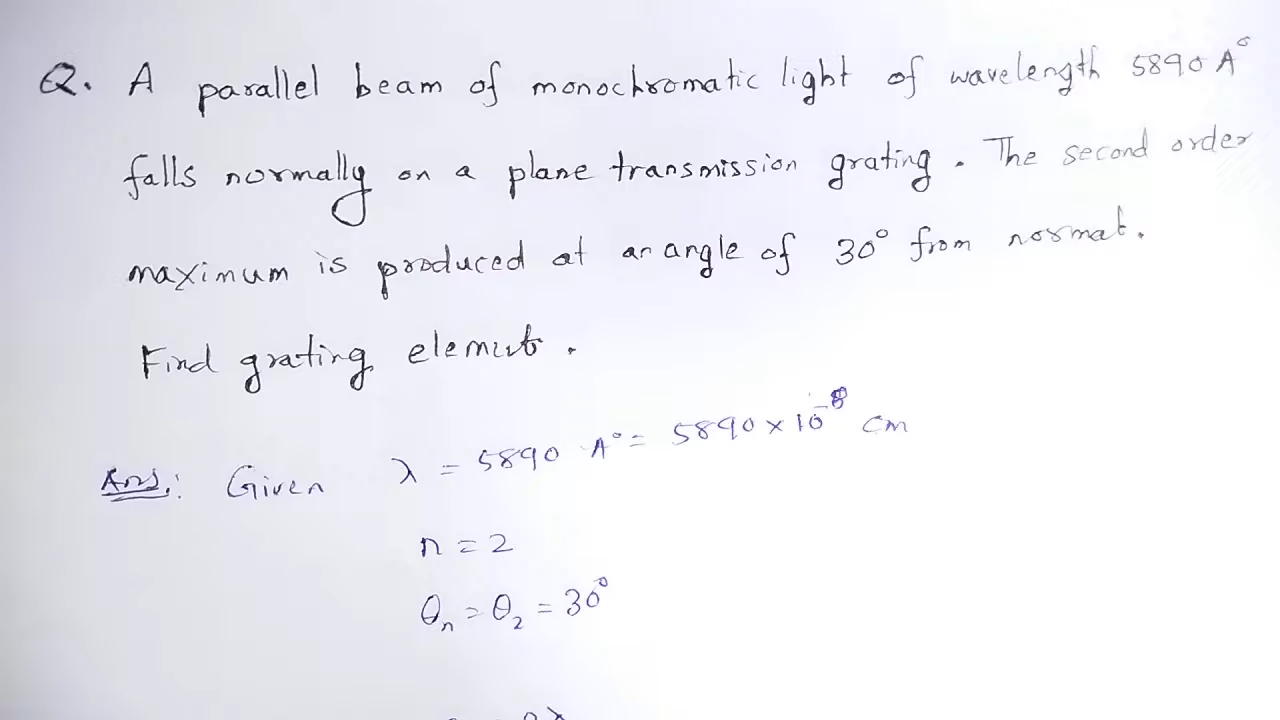 Q. A parallel beam of monochromatic light of wavelength 5890 A°
falls normally on a plane transmission grating. The second order
maximum is produced at an angle of 30° from normal.
Find grating element.
Ans.: Given λ = 5890 A° = 5890 × 10⁻⁸ cm
n = 2
θₙ = θ₂ = 30°